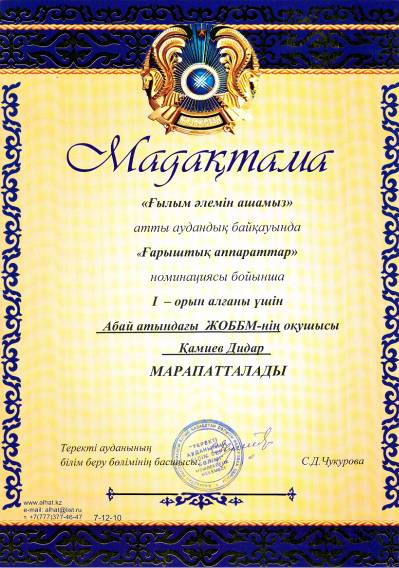 Мадақтама
«Ғылым әлемін ашамыз»
атты аудандық байқауында
«Ғарыштық аппараттар»
номинациясы бойынша
І – орын алғаны үшін
Абай атындағы ЖОББМ-нің оқушысы
Қамиев Дидар
МАРАПАТТАЛАДЫ
Теректі ауданының
білім беру бөлімінің басшысы:
С.Д.Чукурова
www.alhat.kz
e-mail: alhat@list.ru
т. +7(777)377-46-47
7-12-10